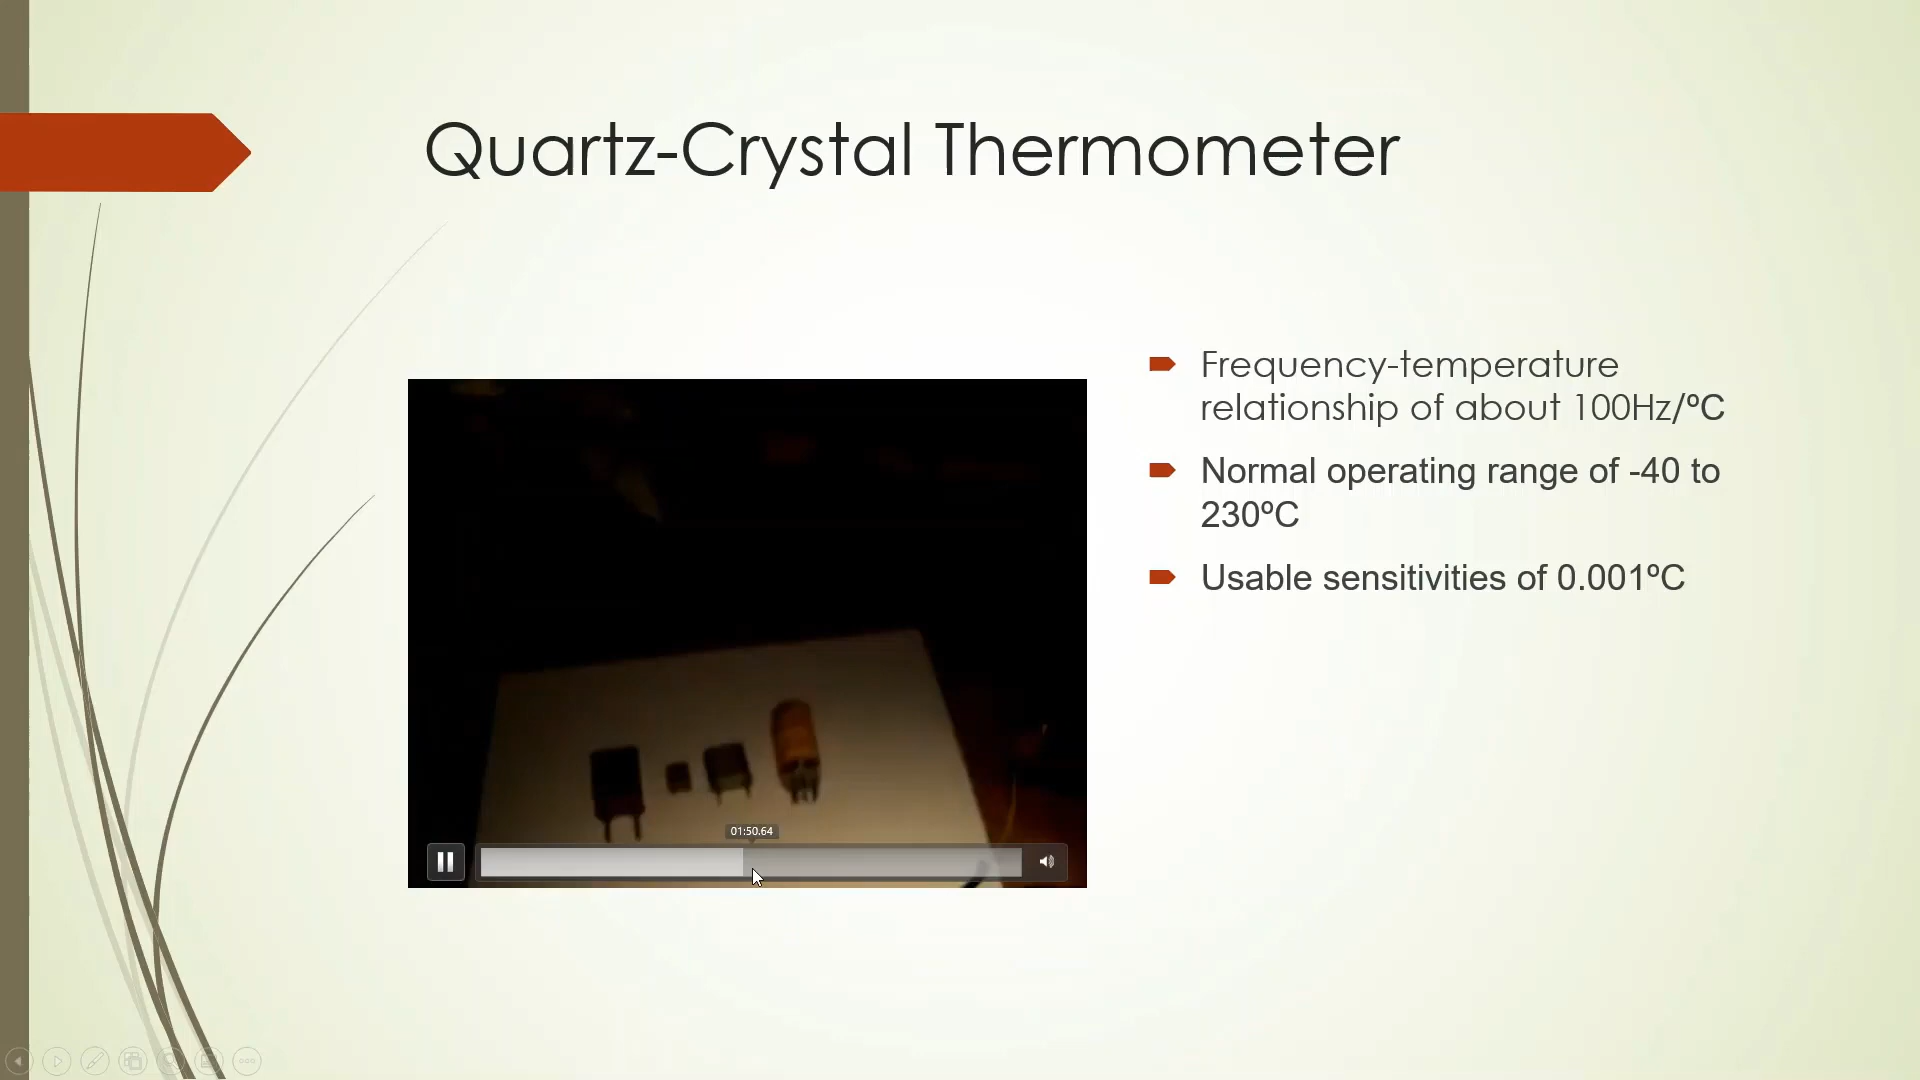 Quartz-Crystal Thermometer
Frequency-temperature
relationship of about 100Hz/ºC
Normal operating range of -40 to
230ºC
Usable sensitivities of 0.001ºC
01:50.64